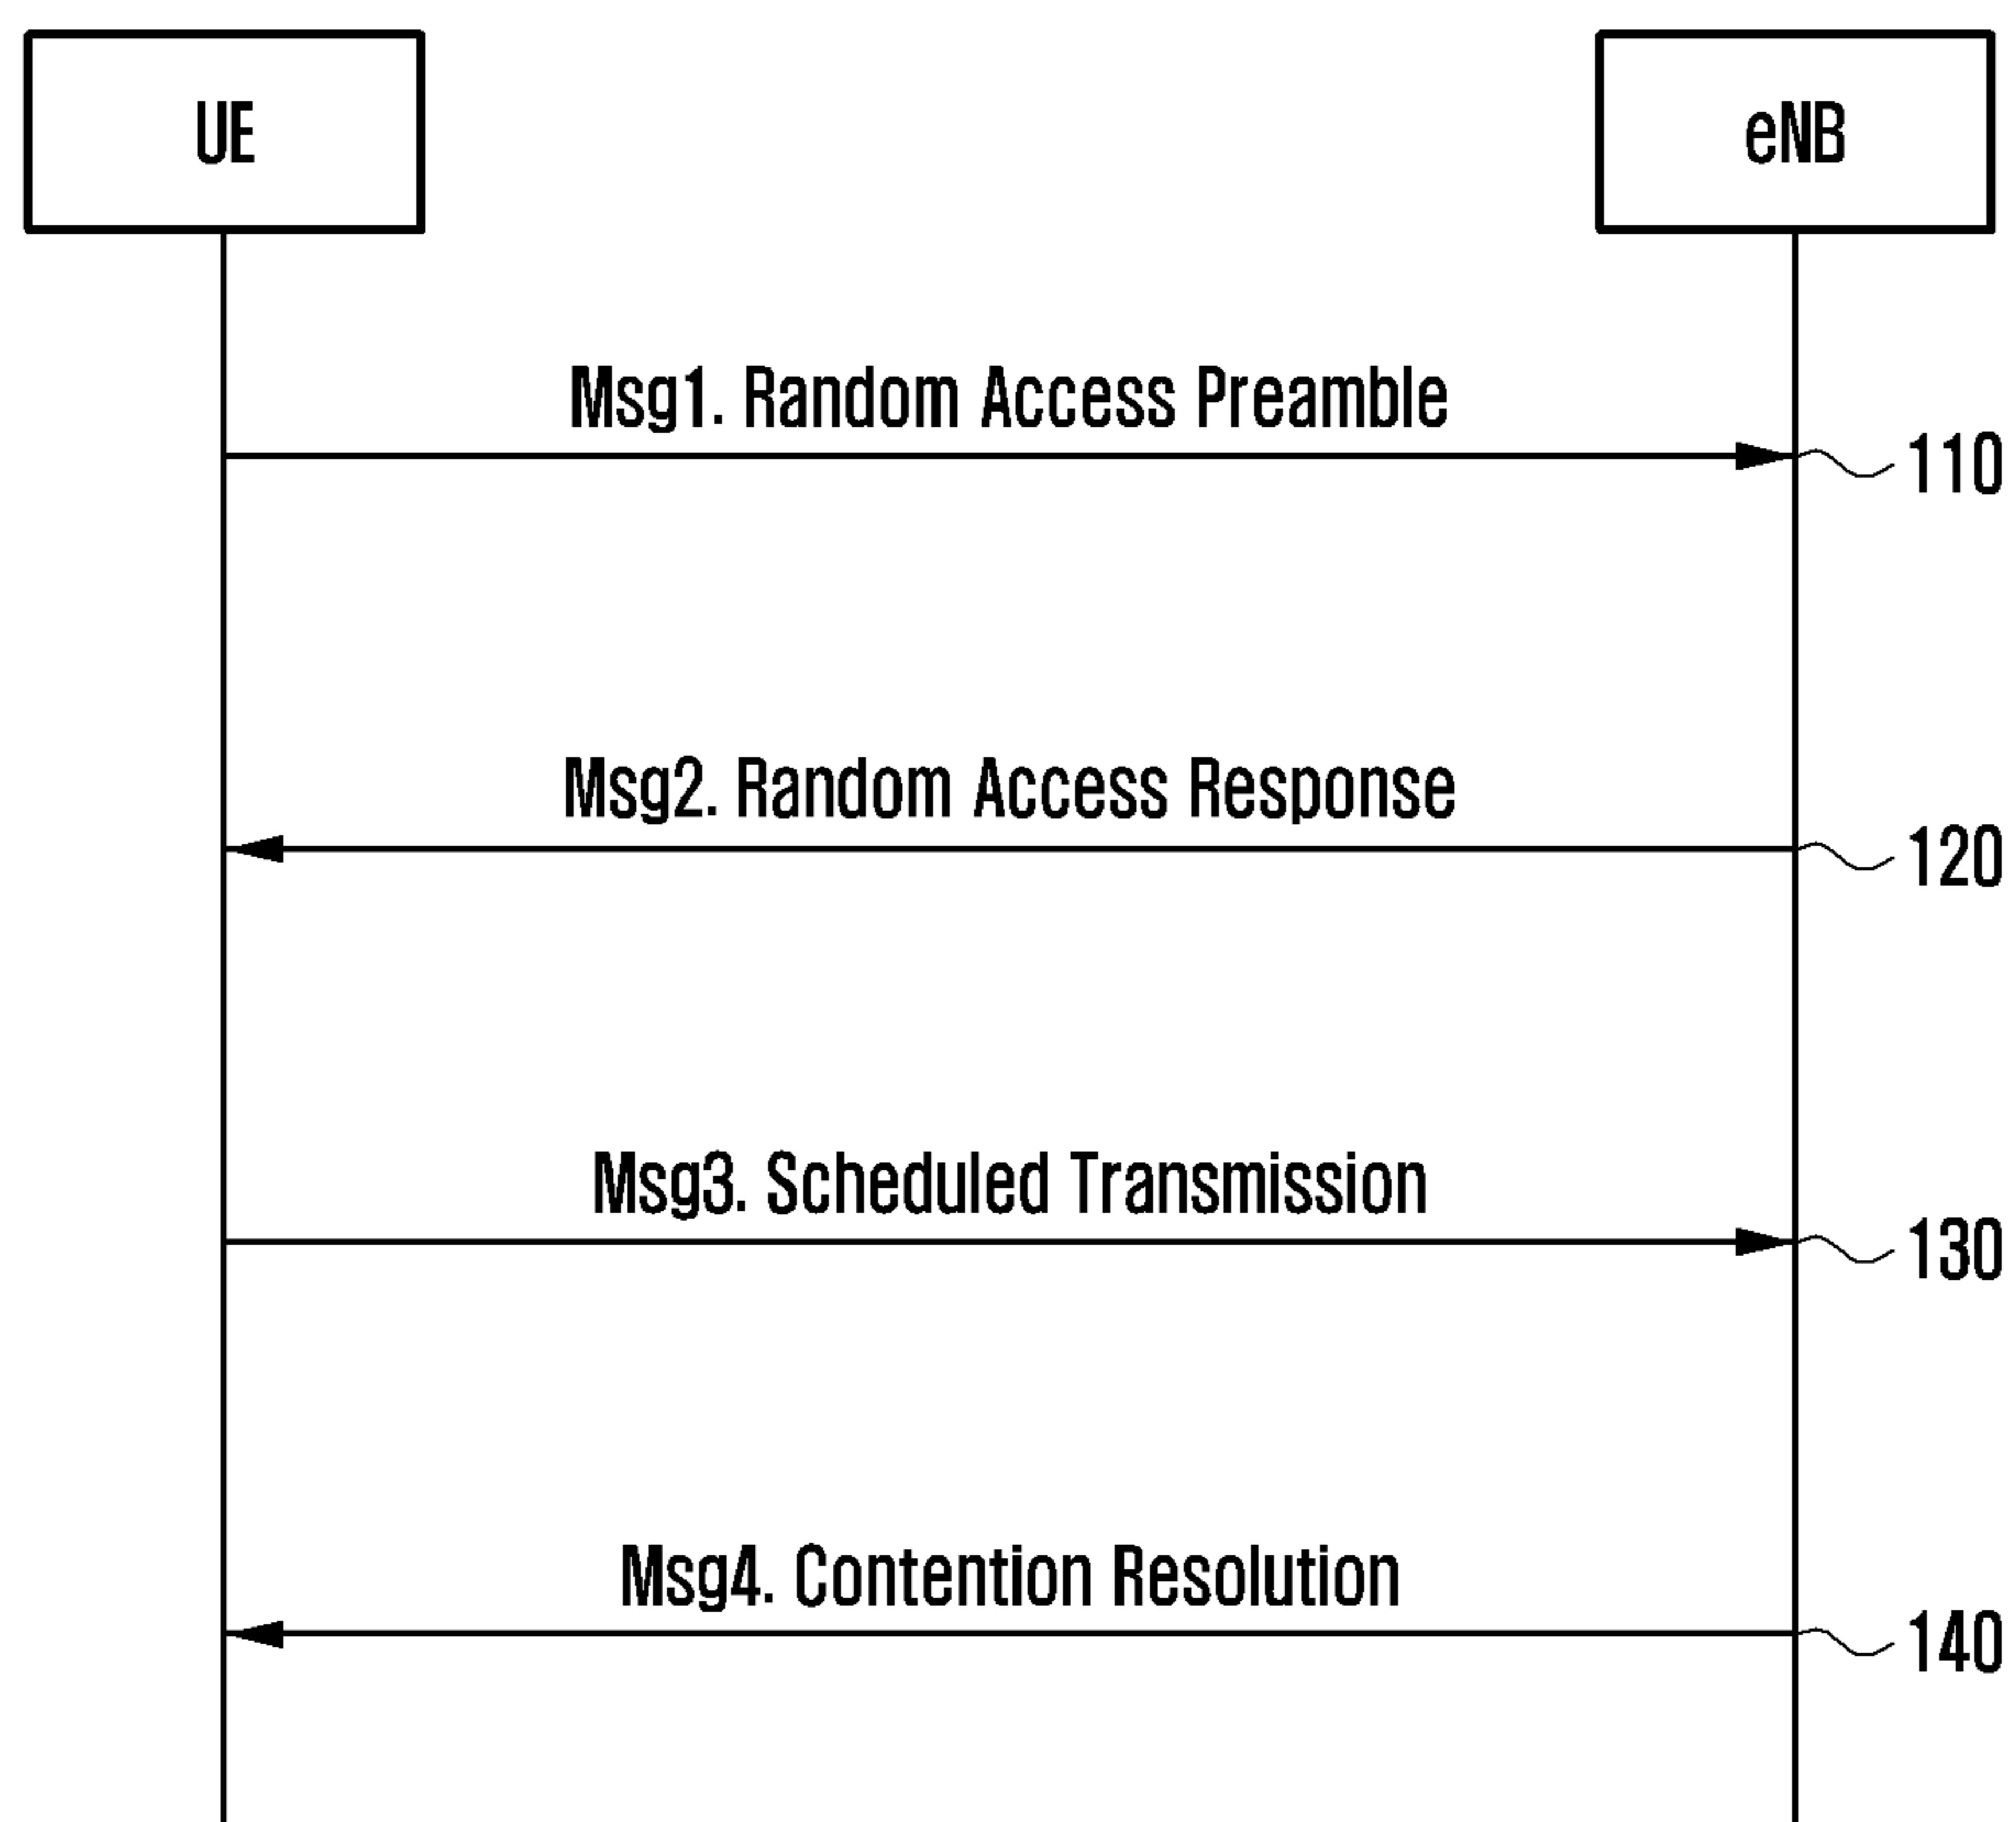 UE
eNB
Msg1. Random Access Preamble
110
Msg2. Random Access Response
120
Msg3. Scheduled Transmission
130
Msg4. Contention Resolution
140